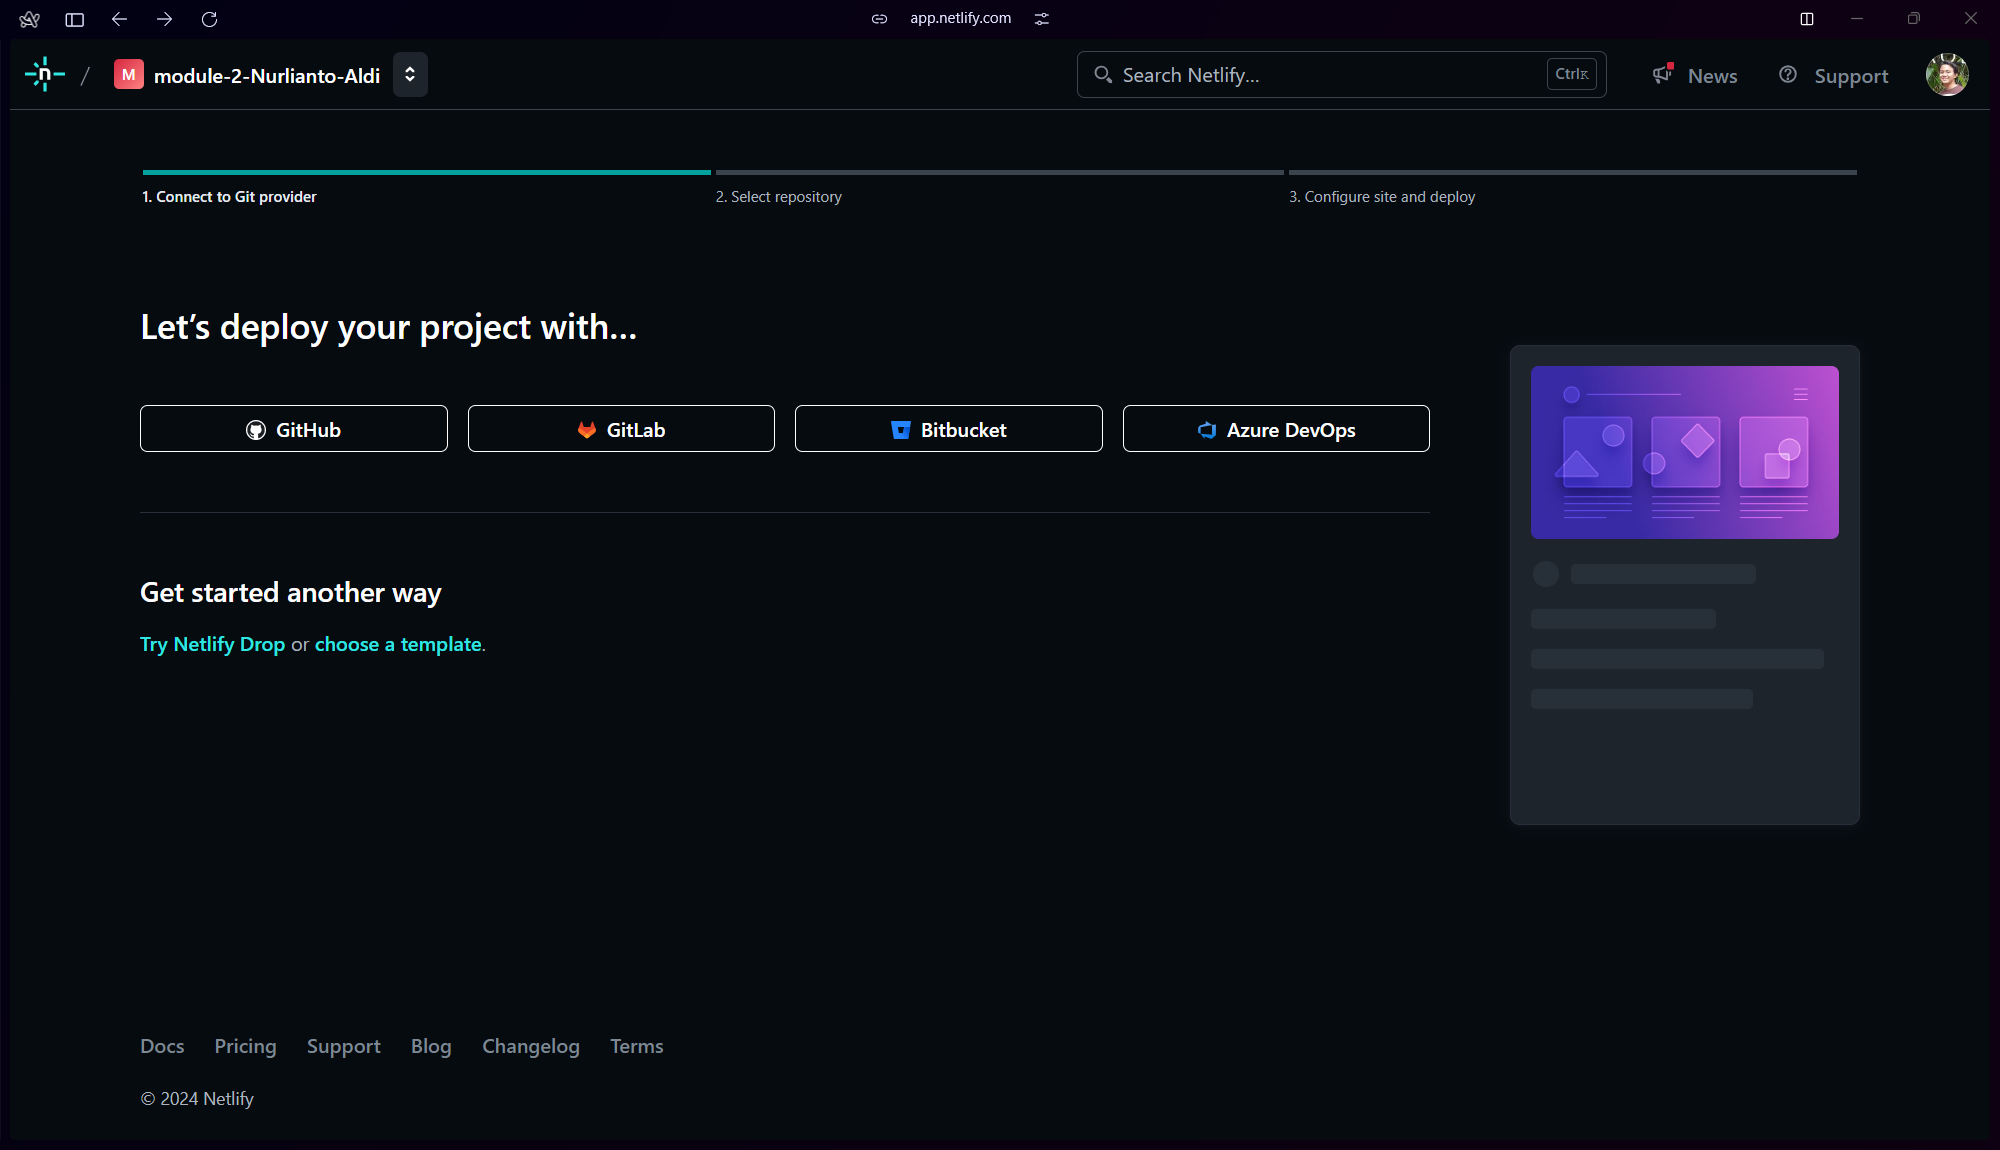 app.netlify.com
n / M module-2-Nurlianto-Aldi
Search Netlify... Ctrl K
News
Support
1. Connect to Git provider
2. Select repository
3. Configure site and deploy
Let’s deploy your project with…
GitHub
GitLab
Bitbucket
Azure DevOps
Get started another way
Try Netlify Drop or choose a template.
Docs Pricing Support Blog Changelog Terms
© 2024 Netlify